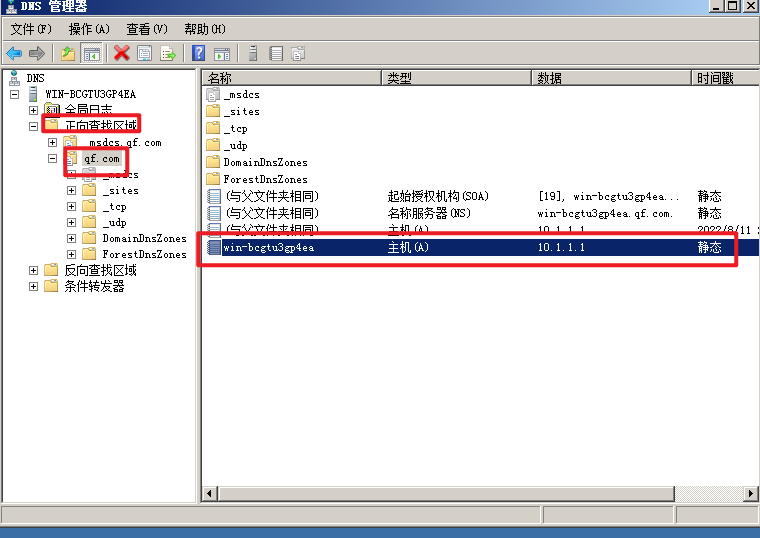 DNS 管理器
文件(F) 操作(A) 查看(V) 帮助(H)
DNS
WIN-BCGTU3GP4EA
全局日志
正向查找区域
_msdcs.qf.com
qf.com
_msdcs
_sites
_tcp
_udp
DomainDnsZones
ForestDnsZones
反向查找区域
条件转发器
名称 类型 数据 时间戳
_msdcs
_sites
_tcp
_udp
DomainDnsZones
ForestDnsZones
(与父文件夹相同) 起始授权机构(SOA) [19], win-bcgtu3gp4ea... 静态
(与父文件夹相同) 名称服务器(NS) win-bcgtu3gp4ea.qf.com. 静态
(与父文件夹相同) 主机(A) 10.1.1.1 2022/8/11
win-bcgtu3gp4ea 主机(A) 10.1.1.1 静态